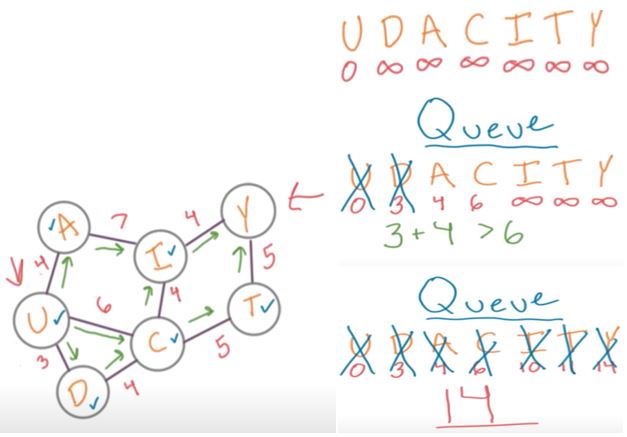 U D A C I T Y
0 ∞ ∞ ∞ ∞ ∞ ∞
Queue
U D A C I T Y
0 3 4 6 ∞ ∞ ∞
3+4 >6
Queue
U D A C I T Y
0 3 4 6 10 11 14
14
A 7 4 Y
4 I 5
U 6 4 T
C
3 5
D 4